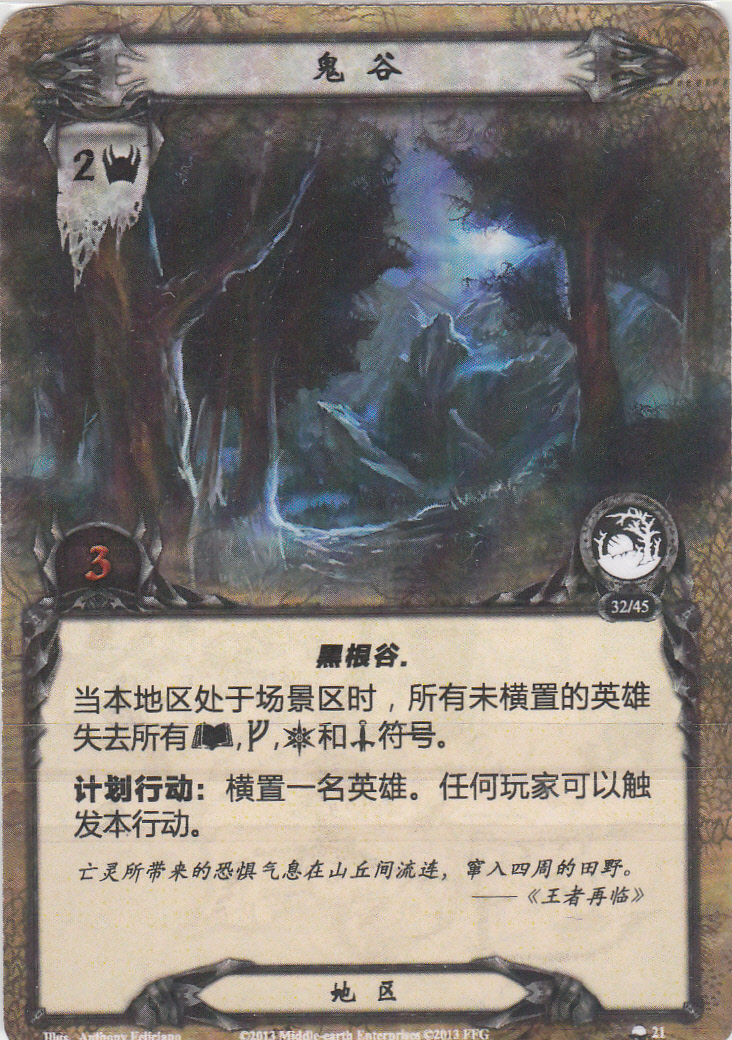 鬼谷
2
3
32/45
黑根谷.
当本地区处于场景区时，所有未横置的英雄
失去所有 , , 和 符号。
计划行动：横置一名英雄。任何玩家可以触
发本行动。
亡灵所带来的恐惧气息在山丘间流连，窜入四周的田野。
——《王者再临》
地区
Illus. Anthony Feliciano ©2013 Middle-earth Enterprises ©2013 FFG 21